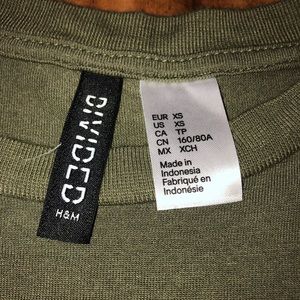 DIVIDED
H&M
EUR XS
US XS
CA TP
CN 160/80A
MX XCH
Made in
Indonesia
Fabriqué en
Indonésie